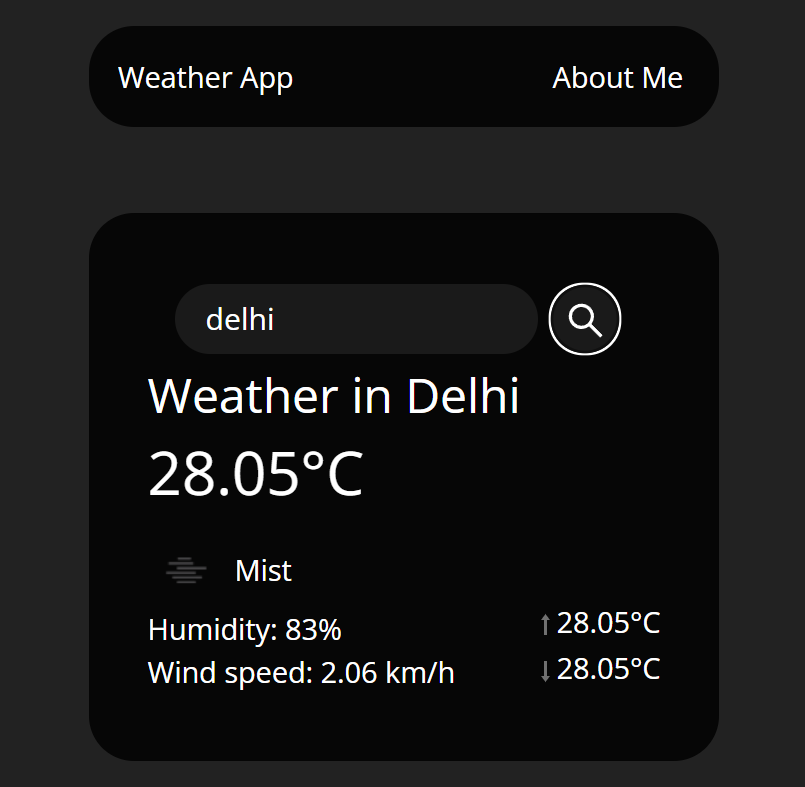 Weather App About Me
delhi
Weather in Delhi
28.05°C
Mist
Humidity: 83%
↑ 28.05°C
Wind speed: 2.06 km/h
↓ 28.05°C